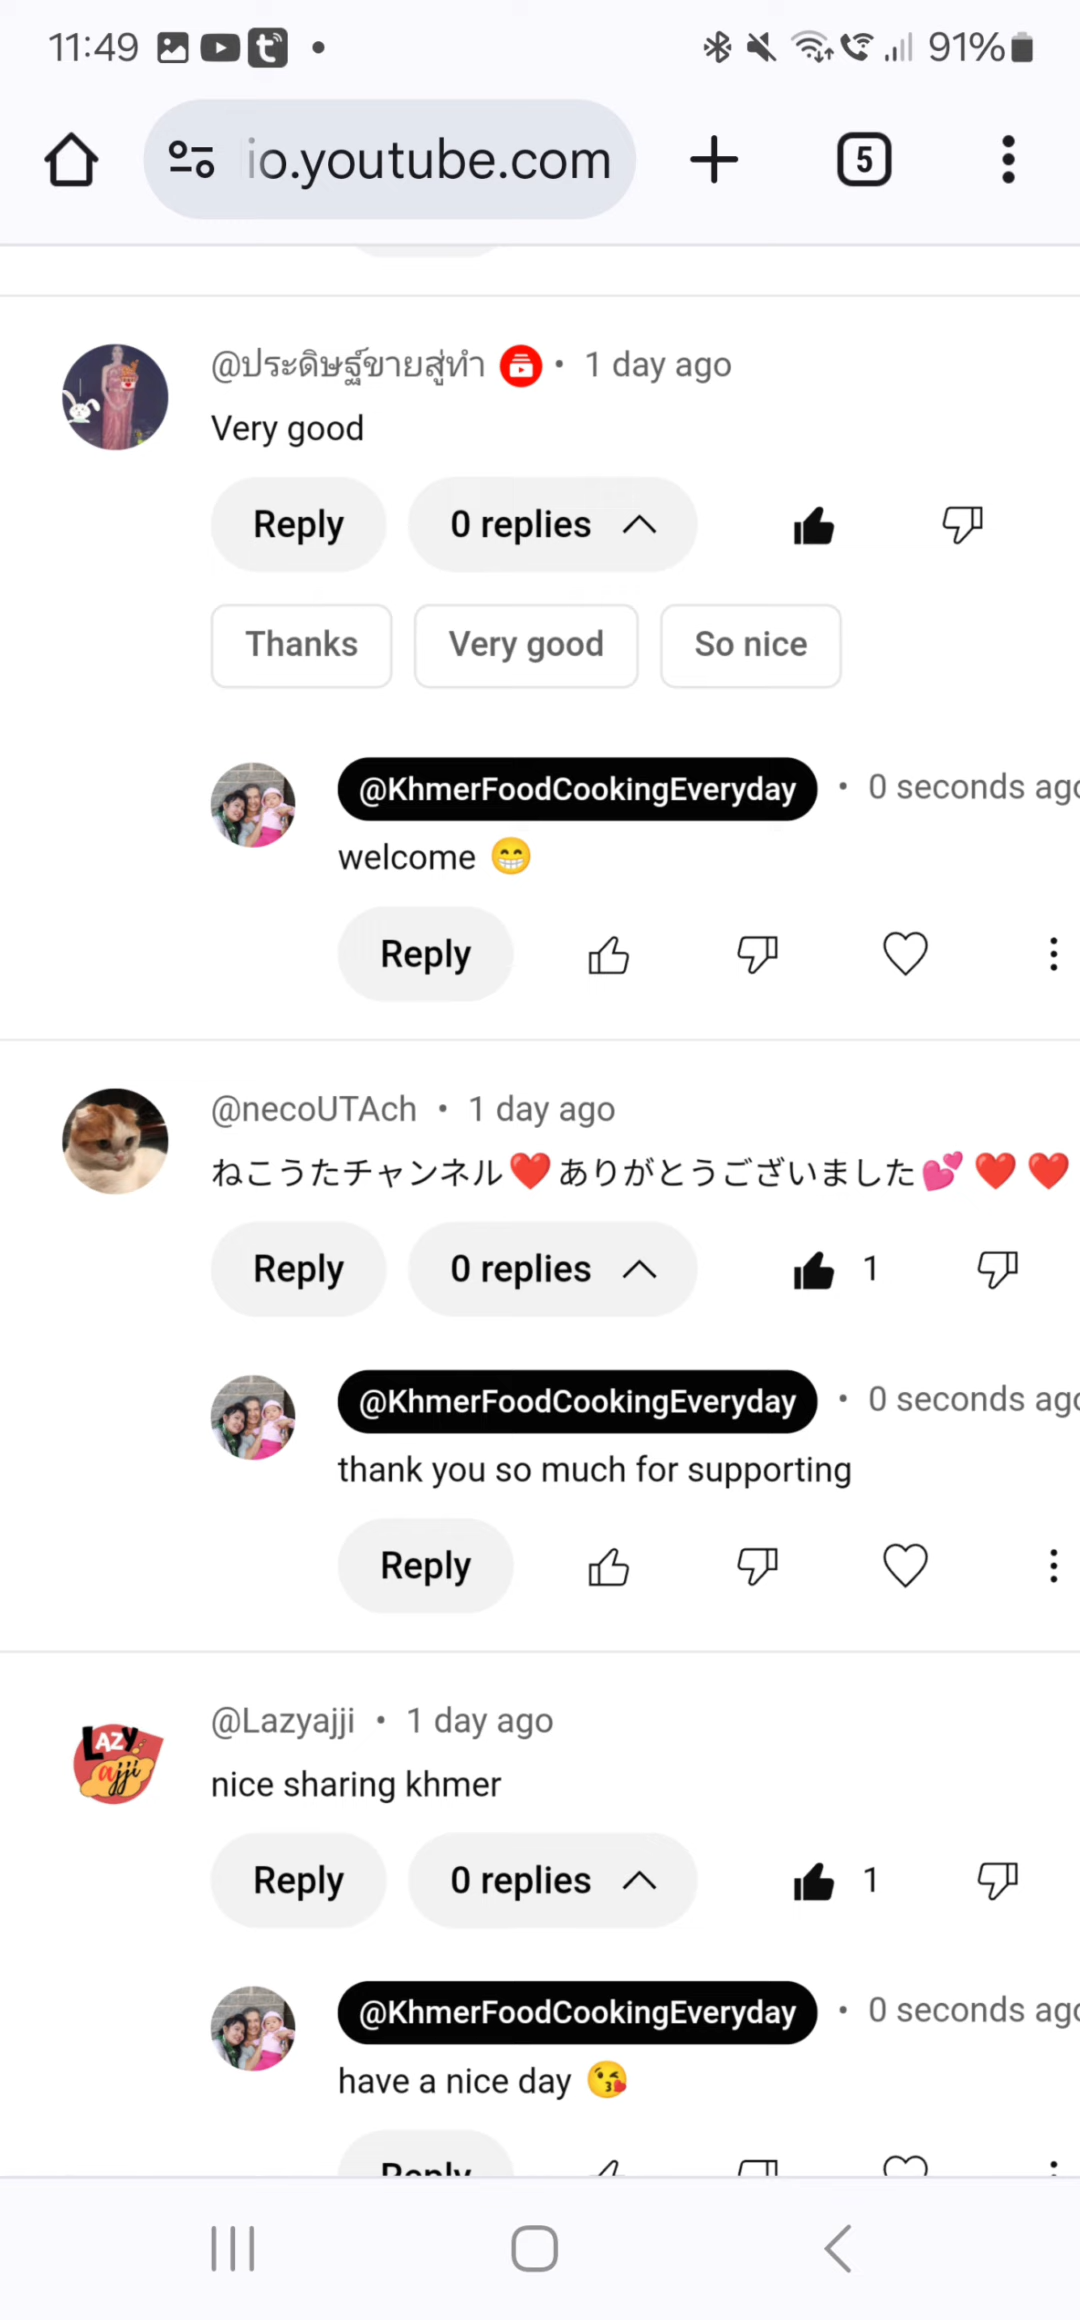 11:49
91%
io.youtube.com
5
@ประดิษฐ์ขายสู่ทำ • 1 day ago
Very good
Reply
0 replies
Thanks
Very good
So nice
@KhmerFoodCookingEveryday • 0 seconds ago
welcome 😁
Reply
@necoUTAch • 1 day ago
ねこうたチャンネル❤️ありがとうございました💕❤️❤️
Reply
0 replies
1
@KhmerFoodCookingEveryday • 0 seconds ago
thank you so much for supporting
Reply
LAZY
ajji
@Lazyajji • 1 day ago
nice sharing khmer
Reply
0 replies
1
@KhmerFoodCookingEveryday • 0 seconds ago
have a nice day 😘
Reply